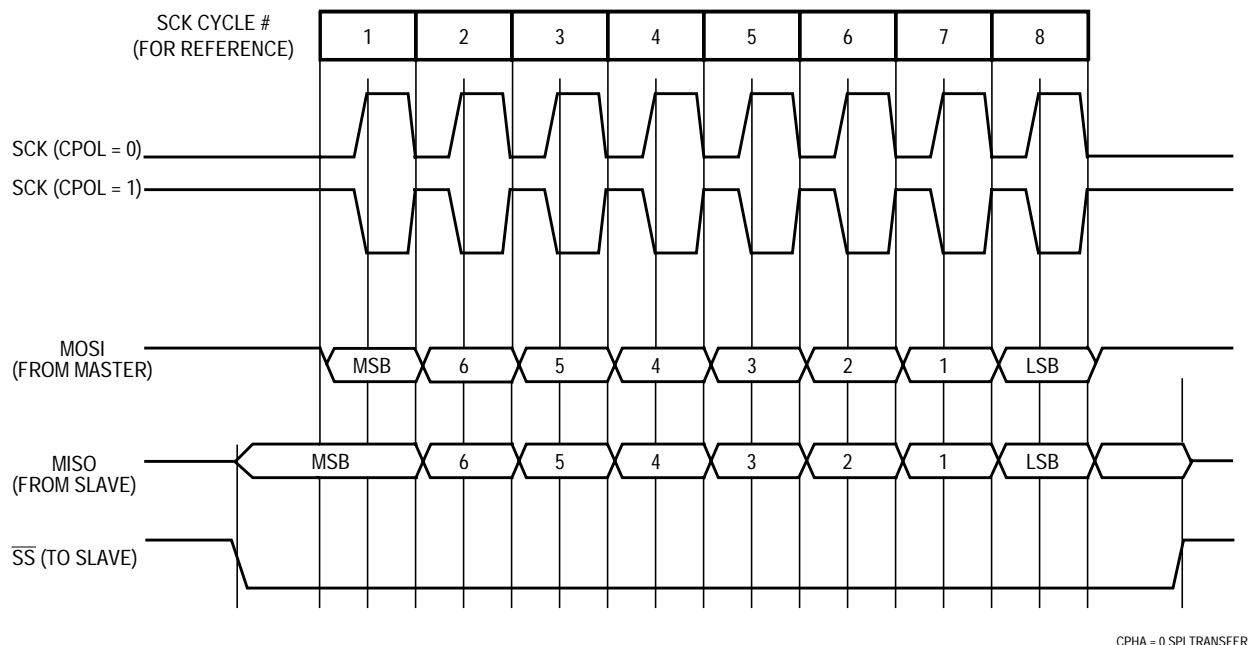 SCK CYCLE #
(FOR REFERENCE)
1 2 3 4 5 6 7 8
SCK (CPOL = 0)
SCK (CPOL = 1)
MOSI
(FROM MASTER)
MSB 6 5 4 3 2 1 LSB
MISO
(FROM SLAVE)
MSB 6 5 4 3 2 1 LSB
S̅S̅ (TO SLAVE)
CPHA = 0 SPI TRANSFER